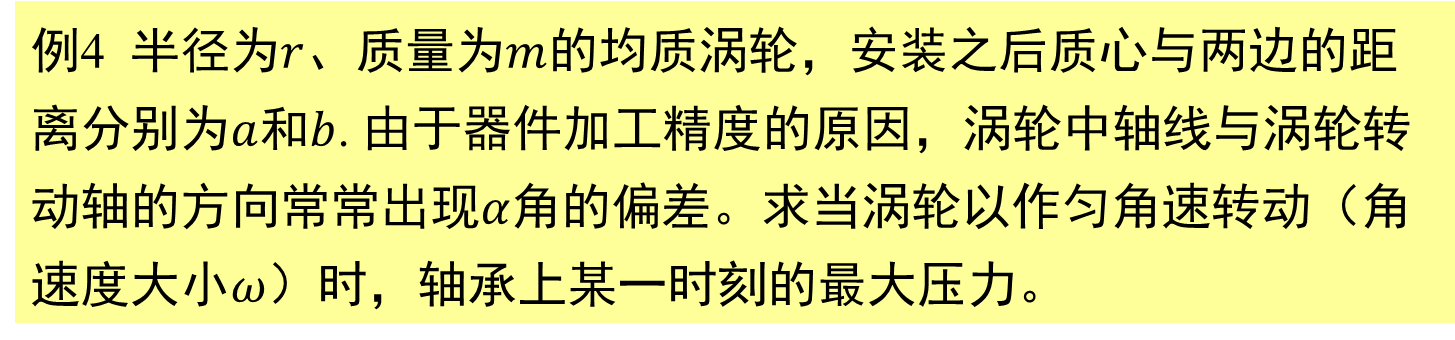 例4 半径为r、质量为m的均质涡轮，安装之后质心与两边的距
离分别为a和b. 由于器件加工精度的原因，涡轮中轴线与涡轮转
动轴的方向常常出现α角的偏差。求当涡轮以作匀角速转动（角
速度大小ω）时，轴承上某一时刻的最大压力。